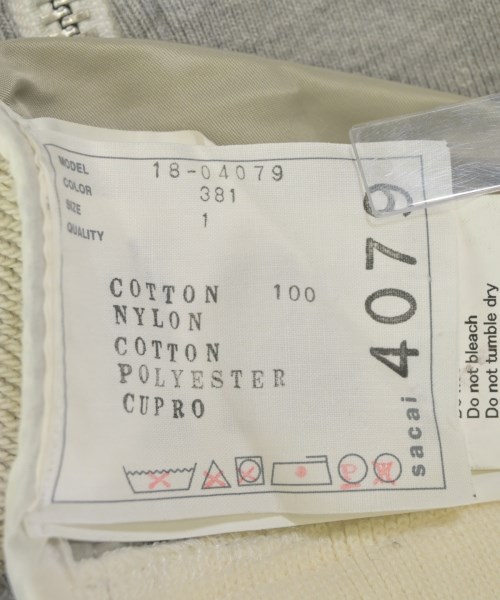 MODEL 18-04079
COLOR 381
SIZE 1
QUALITY
COTTON 100
NYLON
COTTON
POLYESTER
CUPRO
sacai 4079
Do not bleach
Do not tumble dry